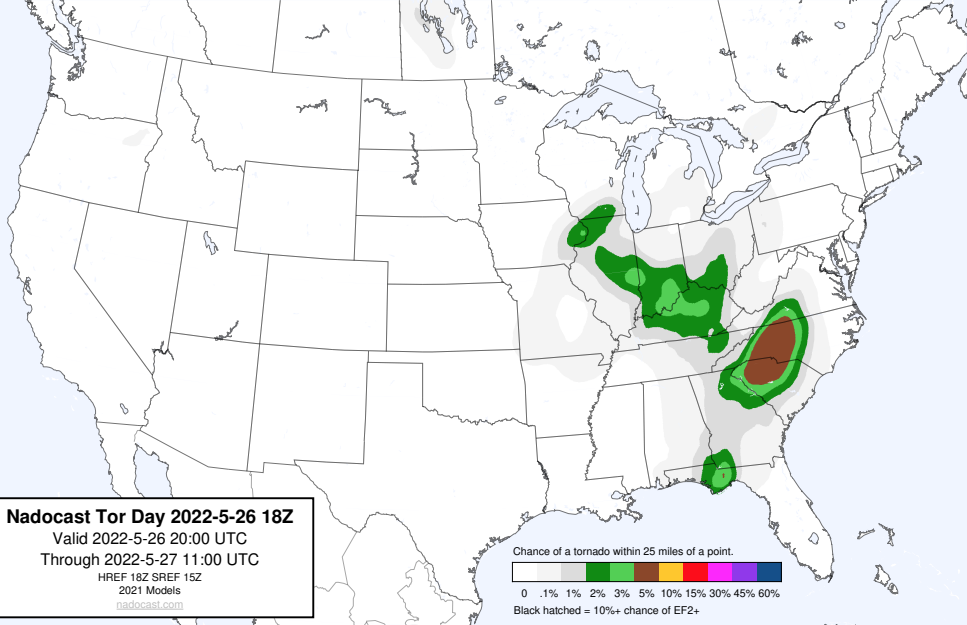 Nadocast Tor Day 2022-5-26 18Z
Valid 2022-5-26 20:00 UTC
Through 2022-5-27 11:00 UTC
HREF 18Z SREF 15Z
2021 Models
nadocast.com
Chance of a tornado within 25 miles of a point.
0 .1% 1% 2% 3% 5% 10% 15% 30% 45% 60%
Black hatched = 10%+ chance of EF2+